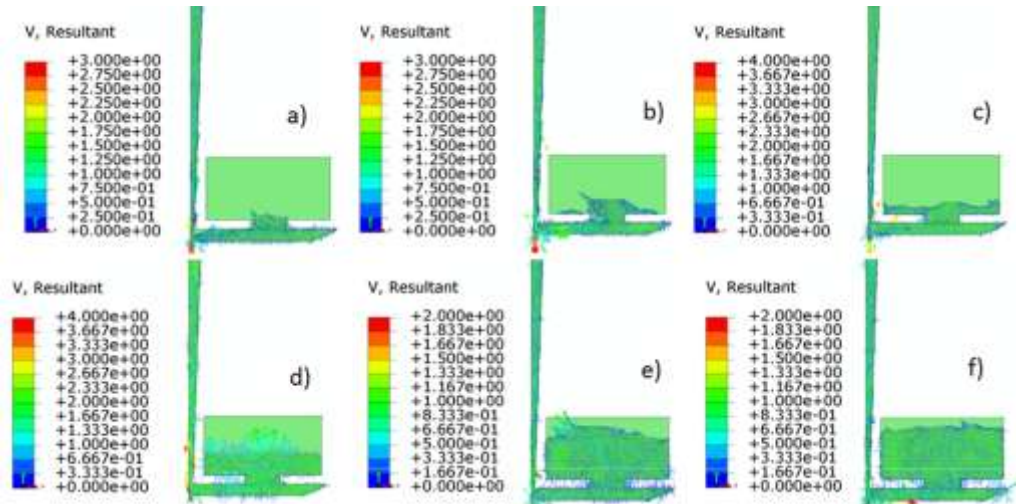 V, Resultant
+3.000e+00
+2.750e+00
+2.500e+00
+2.250e+00
+2.000e+00
+1.750e+00
+1.500e+00
+1.250e+00
+1.000e+00
+7.500e-01
+5.000e-01
+2.500e-01
+0.000e+00
a)
V, Resultant
+3.000e+00
+2.750e+00
+2.500e+00
+2.250e+00
+2.000e+00
+1.750e+00
+1.500e+00
+1.250e+00
+1.000e+00
+7.500e-01
+5.000e-01
+2.500e-01
+0.000e+00
b)
V, Resultant
+4.000e+00
+3.667e+00
+3.333e+00
+3.000e+00
+2.667e+00
+2.333e+00
+2.000e+00
+1.667e+00
+1.333e+00
+1.000e+00
+6.667e-01
+3.333e-01
+0.000e+00
c)
V, Resultant
+4.000e+00
+3.667e+00
+3.333e+00
+3.000e+00
+2.667e+00
+2.333e+00
+2.000e+00
+1.667e+00
+1.333e+00
+1.000e+00
+6.667e-01
+3.333e-01
+0.000e+00
d)
V, Resultant
+2.000e+00
+1.833e+00
+1.667e+00
+1.500e+00
+1.333e+00
+1.167e+00
+1.000e+00
+8.333e-01
+6.667e-01
+5.000e-01
+3.333e-01
+1.667e-01
+0.000e+00
e)
V, Resultant
+2.000e+00
+1.833e+00
+1.667e+00
+1.500e+00
+1.333e+00
+1.167e+00
+1.000e+00
+8.333e-01
+6.667e-01
+5.000e-01
+3.333e-01
+1.667e-01
+0.000e+00
f)